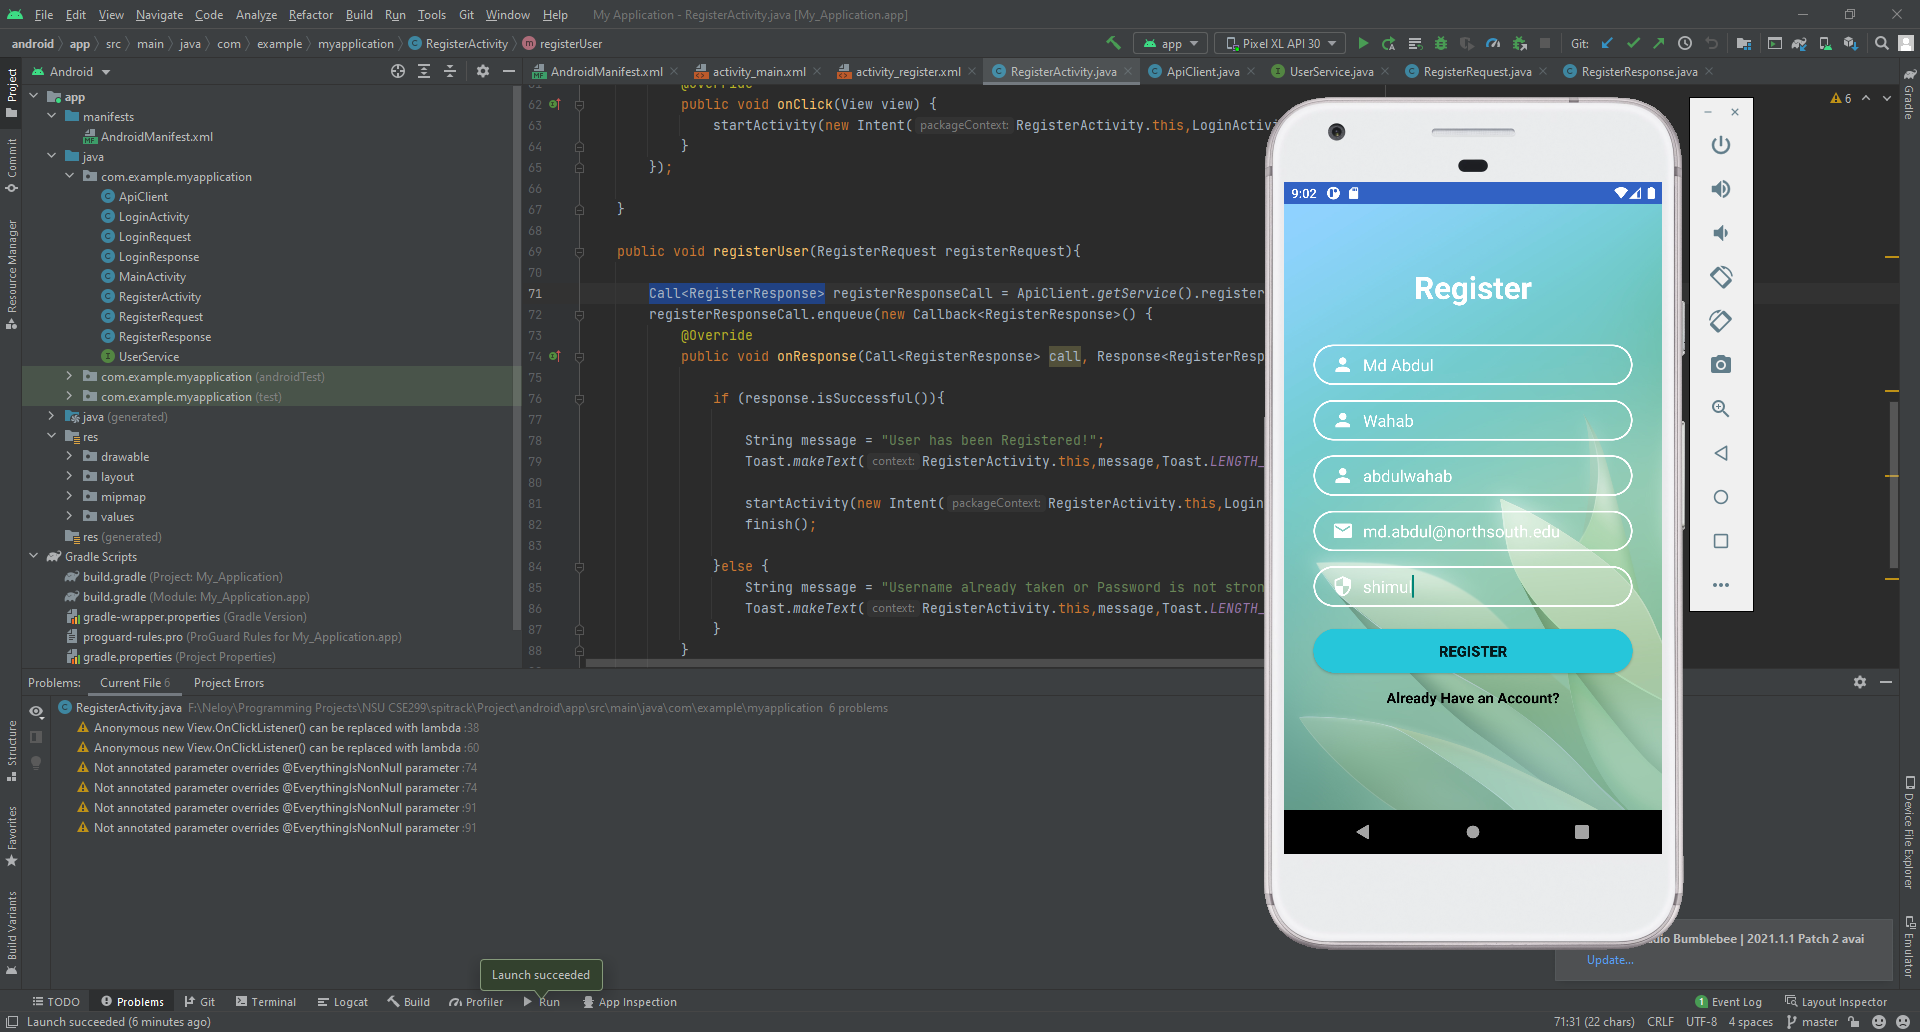 File Edit View Navigate Code Analyze Refactor Build Run Tools Git Window Help My Application - RegisterActivity.java [My_Application.app]
android app src main java com example myapplication RegisterActivity registerUser app Pixel XL API 30 Git:
Android
AndroidManifest.xml activity_main.xml activity_register.xml RegisterActivity.java ApiClient.java UserService.java RegisterRequest.java RegisterResponse.java
Project
Commit
Resource Manager
Structure
Favorites
Build Variants
app
manifests
AndroidManifest.xml
java
com.example.myapplication
ApiClient
LoginActivity
LoginRequest
LoginResponse
MainActivity
RegisterActivity
RegisterRequest
RegisterResponse
UserService
com.example.myapplication (androidTest)
com.example.myapplication (test)
java (generated)
res
drawable
layout
mipmap
values
res (generated)
Gradle Scripts
build.gradle (Project: My_Application)
build.gradle (Module: My_Application.app)
gradle-wrapper.properties (Gradle Version)
proguard-rules.pro (ProGuard Rules for My_Application.app)
gradle.properties (Project Properties)
61 @Override
62 public void onClick(View view) {
63 startActivity(new Intent( packageContext: RegisterActivity.this,LoginActivi
64 }
65 });
66
67 }
68
69 public void registerUser(RegisterRequest registerRequest){
70
71 Call<RegisterResponse> registerResponseCall = ApiClient.getService().register
72 registerResponseCall.enqueue(new Callback<RegisterResponse>() {
73 @Override
74 public void onResponse(Call<RegisterResponse> call, Response<RegisterResp
75
76 if (response.isSuccessful()){
77
78 String message = "User has been Registered!";
79 Toast.makeText( context: RegisterActivity.this,message,Toast.LENGTH_
80
81 startActivity(new Intent( packageContext: RegisterActivity.this,Login
82 finish();
83
84 }else {
85 String message = "Username already taken or Password is not stron
86 Toast.makeText( context: RegisterActivity.this,message,Toast.LENGTH_
87 }
88 }
6
9:02
Register
Md Abdul
Wahab
abdulwahab
md.abdul@northsouth.edu
shimul
REGISTER
Already Have an Account?
Gradle
Device File Explorer
Emulator
Problems: Current File 6 Project Errors
RegisterActivity.java F:\Neloy\Programming Projects\NSU CSE299\spitrack\Project\android\app\src\main\java\com\example\myapplication 6 problems
Anonymous new View.OnClickListener() can be replaced with lambda :38
Anonymous new View.OnClickListener() can be replaced with lambda :60
Not annotated parameter overrides @EverythingIsNonNull parameter :74
Not annotated parameter overrides @EverythingIsNonNull parameter :74
Not annotated parameter overrides @EverythingIsNonNull parameter :91
Not annotated parameter overrides @EverythingIsNonNull parameter :91
dio Bumblebee | 2021.1.1 Patch 2 avai
Update...
Launch succeeded
TODO Problems Git Terminal Logcat Build Profiler Run App Inspection 1 Event Log Layout Inspector
Launch succeeded (6 minutes ago) 71:31 (22 chars) CRLF UTF-8 4 spaces master